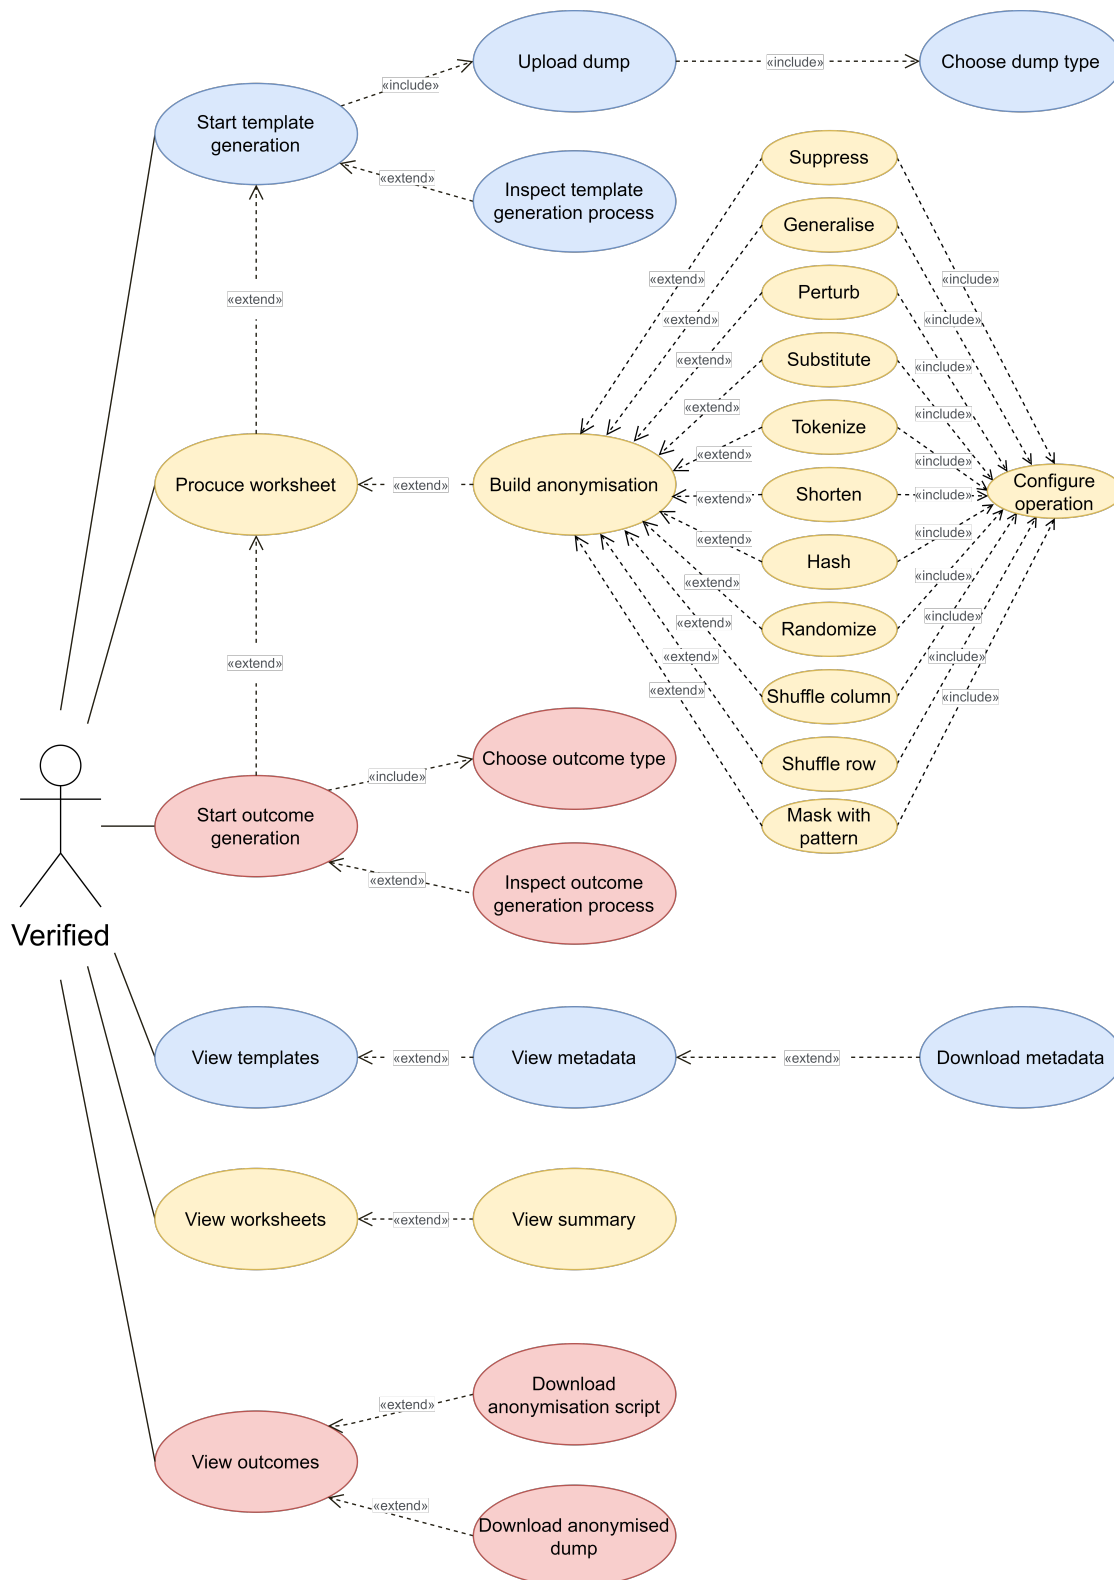 Upload dump
«include»
Choose dump type
«include»
Start template
generation
Suppress
«extend»
Inspect template
generation process
Generalise
«extend»
«include»
Perturb
«extend»
«extend»
«include»
«include»
Substitute
«extend»
«include»
Tokenize
«extend»
«include»
«extend»
«include»
Procuce worksheet
«extend»
Build anonymisation
«extend»
Shorten
«include»
Configure
operation
Hash
«extend»
«include»
«extend»
«include»
Randomize
«extend»
«include»
«extend»
«extend»
«include»
«extend»
Shuffle column
«include»
Choose outcome type
«include»
Shuffle row
Start outcome
generation
Mask with
pattern
«extend»
Inspect outcome
generation process
Verified
View templates
«extend»
View metadata
«extend»
Download metadata
View worksheets
«extend»
View summary
Download
anonymisation script
«extend»
View outcomes
«extend»
Download anonymised
dump